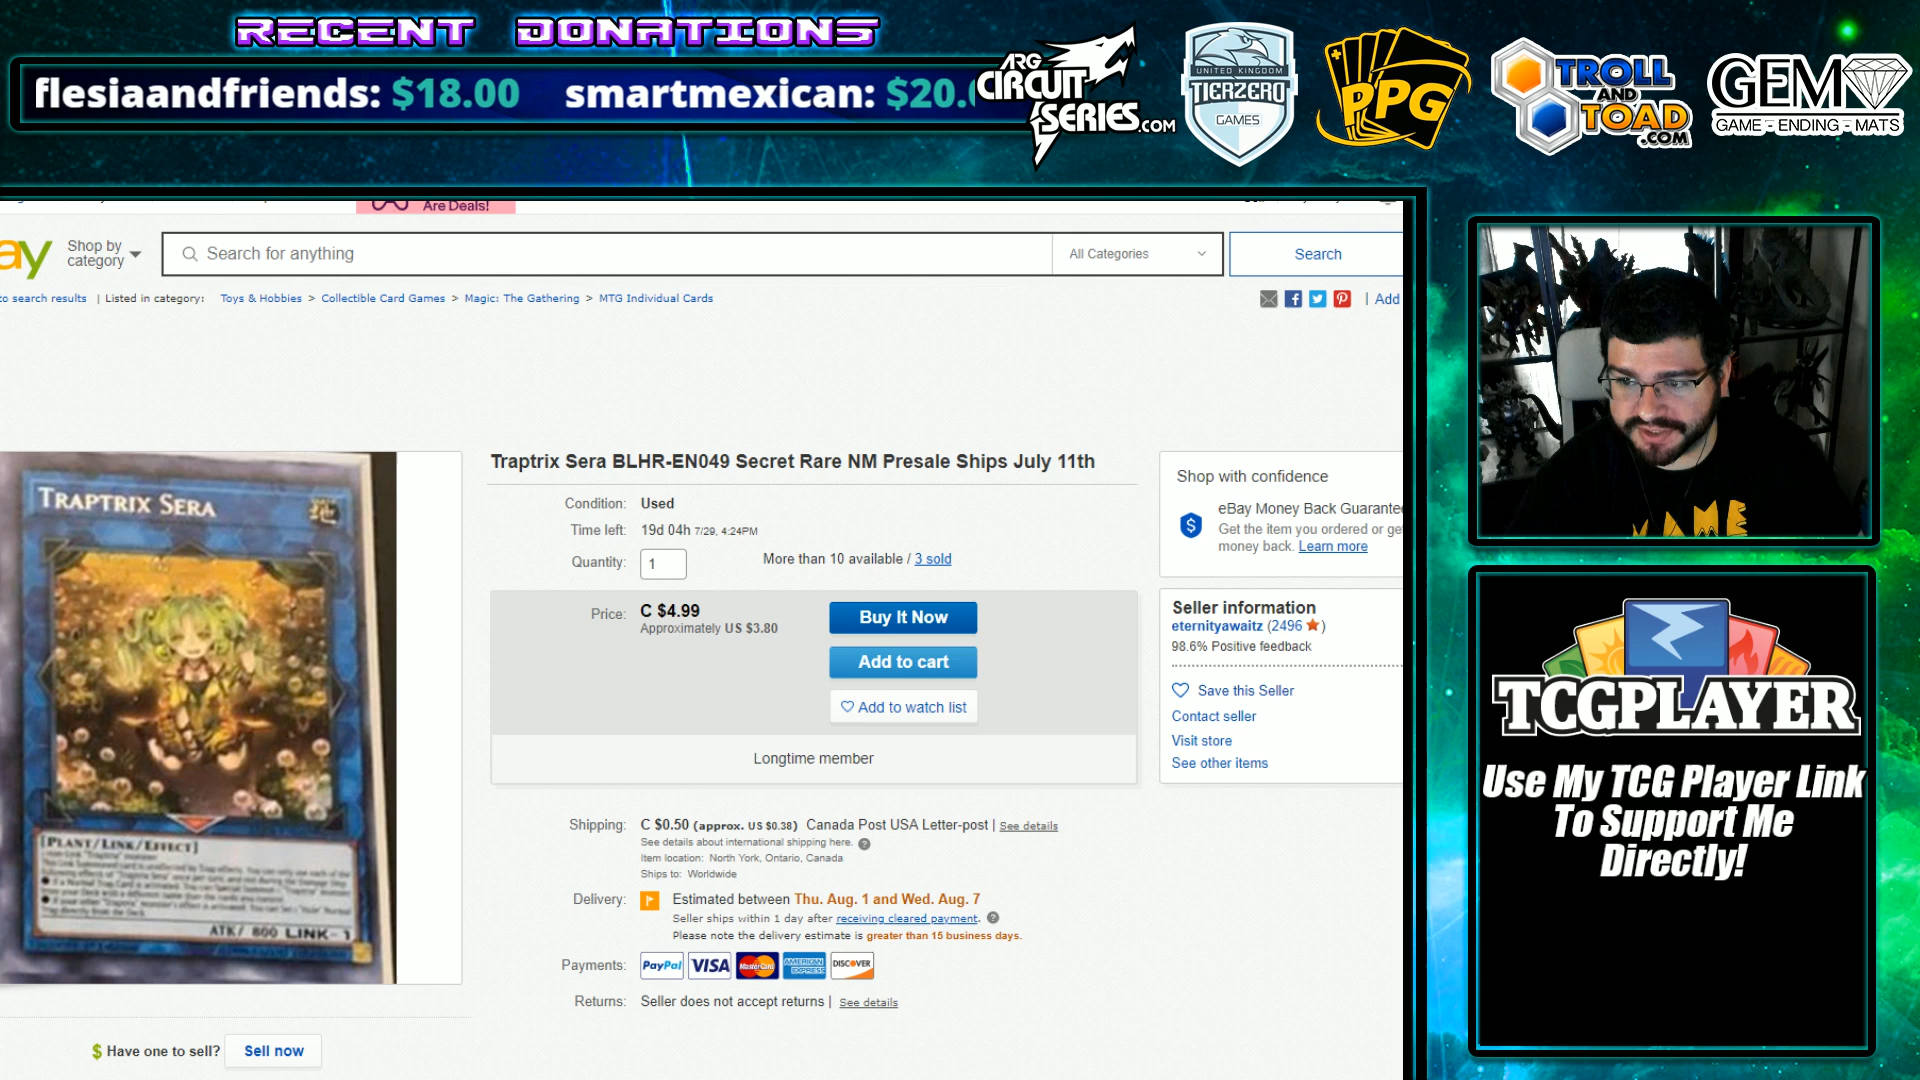 RECENT DONATIONS
flesiaandfriends: $18.00 smartmexican: $20.
ARG
CIRCUIT
SERIES.COM
UNITED KINGDOM
TIERZERO
GAMES
PPG
TROLL
AND
TOAD
.COM
GEM
GAME - ENDING - MATS
Are Deals!
ay
Shop by
category
Search for anything
All Categories
Search
to search results | Listed in category: Toys & Hobbies > Collectible Card Games > Magic: The Gathering > MTG Individual Cards
| Add
Traptrix Sera BLHR-EN049 Secret Rare NM Presale Ships July 11th
Condition: Used
Time left: 19d 04h 7/29, 4:24PM
Quantity: 1
More than 10 available / 3 sold
Price: C $4.99
Approximately US $3.80
Buy It Now
Add to cart
Add to watch list
Longtime member
Shipping: C $0.50 (approx. US $0.38) Canada Post USA Letter-post | See details
See details about international shipping here.
Item location: North York, Ontario, Canada
Ships to: Worldwide
Delivery: Estimated between Thu. Aug. 1 and Wed. Aug. 7
Seller ships within 1 day after receiving cleared payment.
Please note the delivery estimate is greater than 15 business days.
Payments: PayPal VISA MasterCard AMERICAN EXPRESS DISCOVER
Returns: Seller does not accept returns | See details
Shop with confidence
eBay Money Back Guarantee
Get the item you ordered or get
money back. Learn more
Seller information
eternityawaitz (2496)
98.6% Positive feedback
Save this Seller
Contact seller
Visit store
See other items
TRAPTRIX SERA
[PLANT/LINK/EFFECT]
ATK/ 800 LINK-1
$ Have one to sell? Sell now
TCGPLAYER
Use My TCG Player Link
To Support Me
Directly!